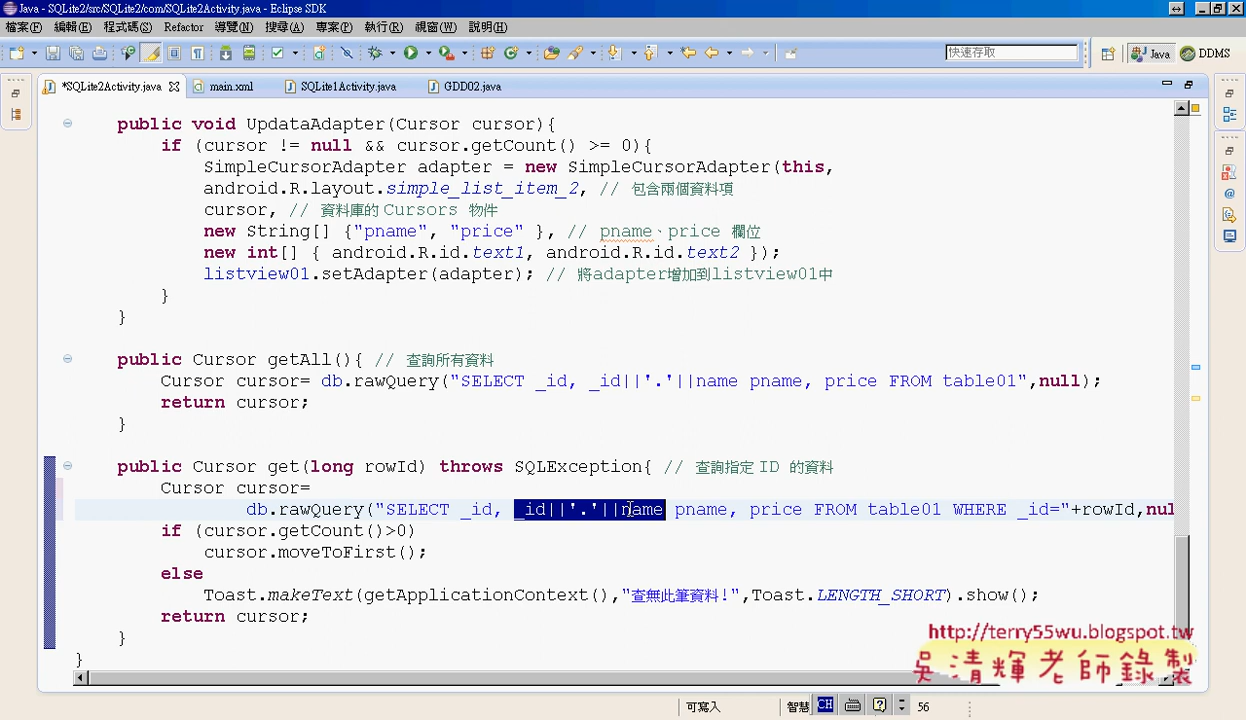 Java - SQLite2/src/SQLite2/com/SQLite2Activity.java - Eclipse SDK
檔案(F) 編輯(E) 程式碼(S) Refactor 導覽(N) 搜尋(A) 專案(P) 執行(R) 視窗(W) 說明(H)
快速存取 Java DDMS
*SQLite2Activity.java main.xml SQLite1Activity.java GDD02.java
public void UpdataAdapter(Cursor cursor){
if (cursor != null && cursor.getCount() >= 0){
SimpleCursorAdapter adapter = new SimpleCursorAdapter(this,
android.R.layout.simple_list_item_2, // 包含兩個資料項
cursor, // 資料庫的 Cursors 物件
new String[] {"pname", "price" }, // pname、price 欄位
new int[] { android.R.id.text1, android.R.id.text2 });
listview01.setAdapter(adapter); // 將adapter增加到listview01中
}
}
public Cursor getAll(){ // 查詢所有資料
Cursor cursor= db.rawQuery("SELECT _id, _id||'.'||name pname, price FROM table01",null);
return cursor;
}
public Cursor get(long rowId) throws SQLException{ // 查詢指定 ID 的資料
Cursor cursor=
db.rawQuery("SELECT _id, _id||'.'||name pname, price FROM table01 WHERE _id="+rowId,nul
if (cursor.getCount()>0)
cursor.moveToFirst();
else
Toast.makeText(getApplicationContext(),"查無此筆資料!",Toast.LENGTH_SHORT).show();
return cursor;
}
}
http://terry55wu.blogspot.tw
吳清輝老師錄製
可寫入 智慧 CH 56